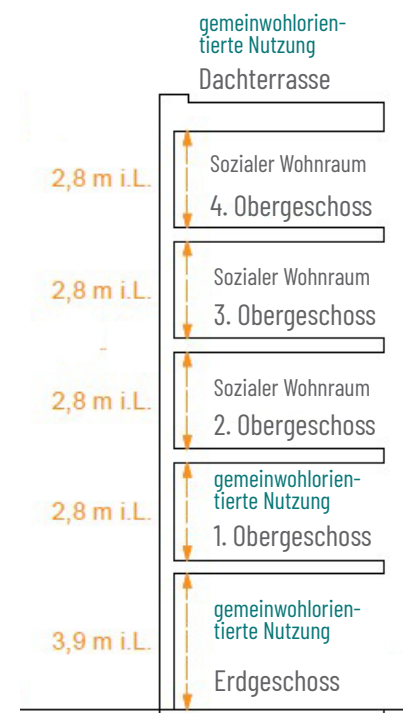 gemeinwohlorien-
tierte Nutzung
Dachterrasse
2,8 m i.L.
Sozialer Wohnraum
4. Obergeschoss
2,8 m i.L.
Sozialer Wohnraum
3. Obergeschoss
2,8 m i.L.
Sozialer Wohnraum
2. Obergeschoss
2,8 m i.L.
gemeinwohlorien-
tierte Nutzung
1. Obergeschoss
3,9 m i.L.
gemeinwohlorien-
tierte Nutzung
Erdgeschoss